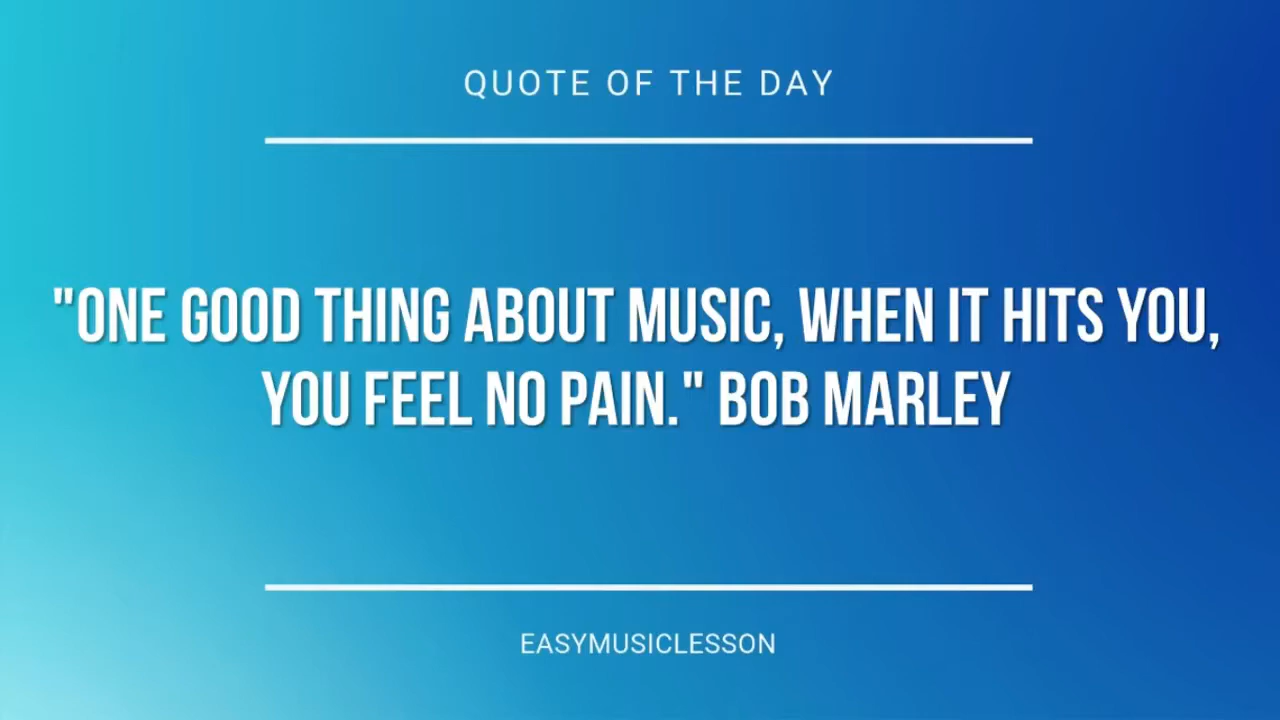 QUOTE OF THE DAY
"ONE GOOD THING ABOUT MUSIC, WHEN IT HITS YOU,
YOU FEEL NO PAIN." BOB MARLEY
EASYMUSICLESSON